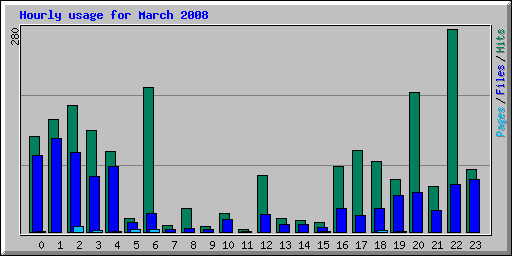 Hourly usage for March 2008
280
Pages / Files / Hits
0 1 2 3 4 5 6 7 8 9 10 11 12 13 14 15 16 17 18 19 20 21 22 23